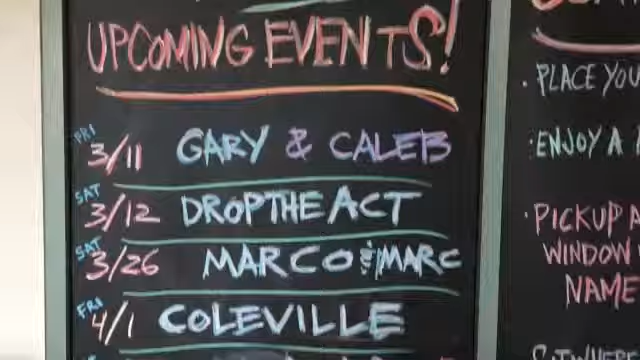 UPCOMING EVENTS!
FRI 3/11 GARY & CALEB
SAT 3/12 DROPTHEACT
SAT 3/26 MARCO & MARC
FRI 4/1 COLEVILLE
· PLACE YOU
· ENJOY A
· PICKUP
WINDOW
NAME